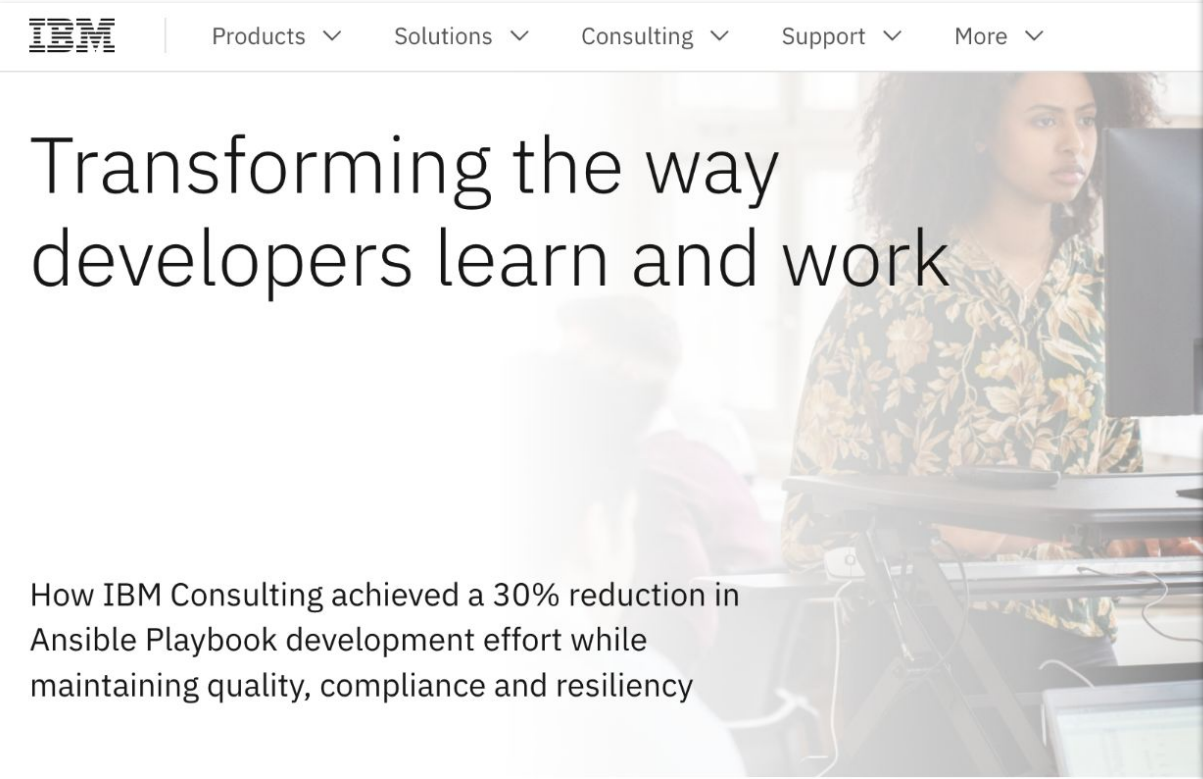 IBM
Products Solutions Consulting Support More
Transforming the way
developers learn and work
How IBM Consulting achieved a 30% reduction in
Ansible Playbook development effort while
maintaining quality, compliance and resiliency